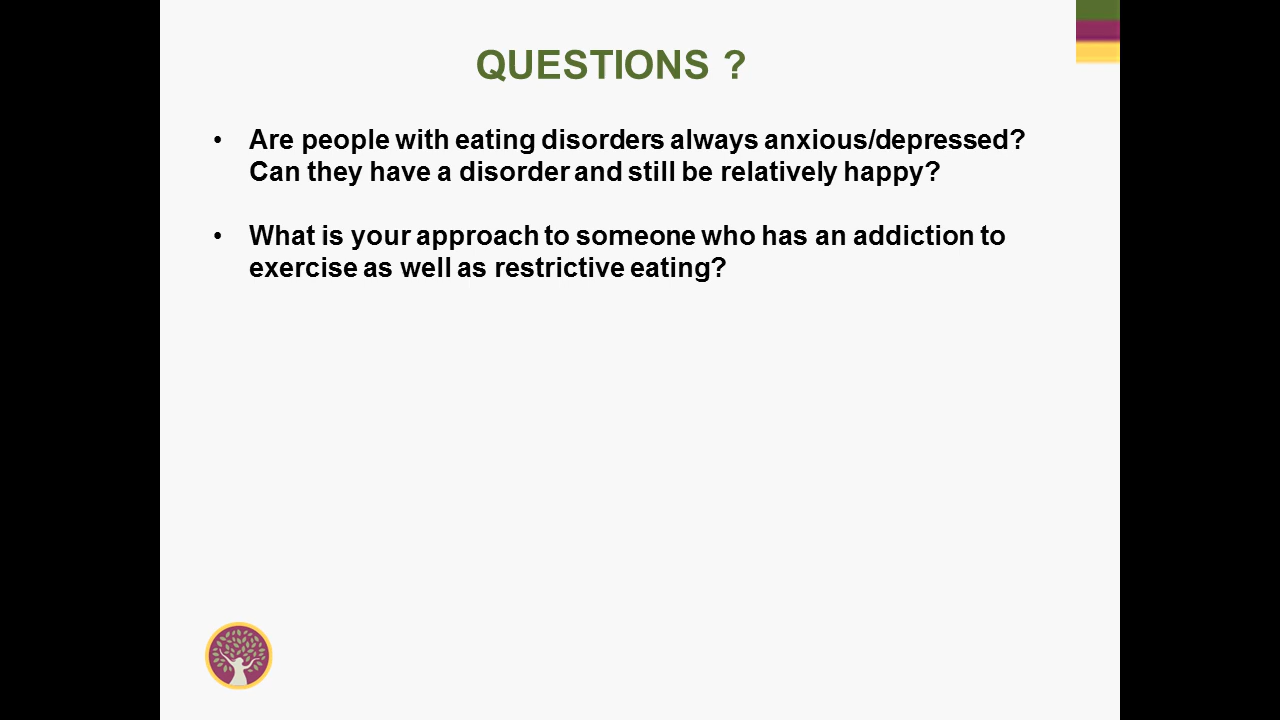 QUESTIONS ?
• Are people with eating disorders always anxious/depressed?
Can they have a disorder and still be relatively happy?
• What is your approach to someone who has an addiction to
exercise as well as restrictive eating?